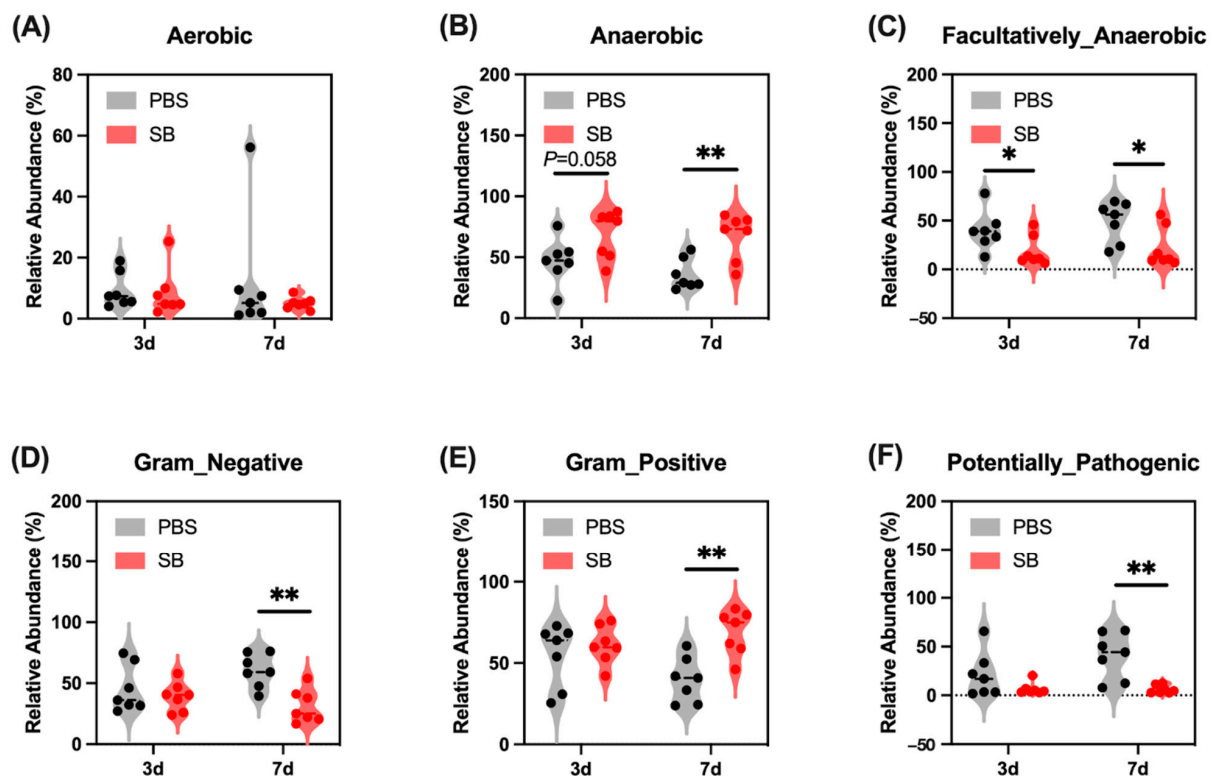 (A)
Aerobic
Relative Abundance (%)
80
60
40
20
0
PBS
SB
3d
7d
(B)
Anaerobic
Relative Abundance (%)
200
150
100
50
0
PBS
SB
P=0.058
**
3d
7d
(C)
Facultatively_Anaerobic
Relative Abundance (%)
200
150
100
50
0
–50
PBS
SB
*
*
3d
7d
(D)
Gram_Negative
Relative Abundance (%)
200
150
100
50
0
PBS
SB
**
3d
7d
(E)
Gram_Positive
Relative Abundance (%)
150
100
50
0
PBS
SB
**
3d
7d
(F)
Potentially_Pathogenic
Relative Abundance (%)
200
150
100
50
0
–50
PBS
SB
**
3d
7d